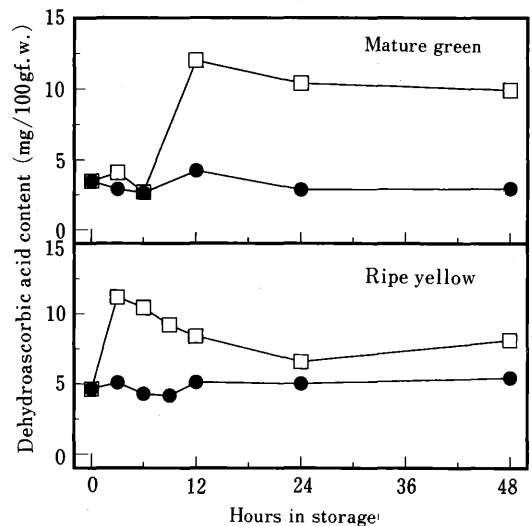 Dehydroascorbic acid content (mg/100gf.w.)
15
Mature green
10
5
0
15
Ripe yellow
10
5
0
0 12 24 36 48
Hours in storage